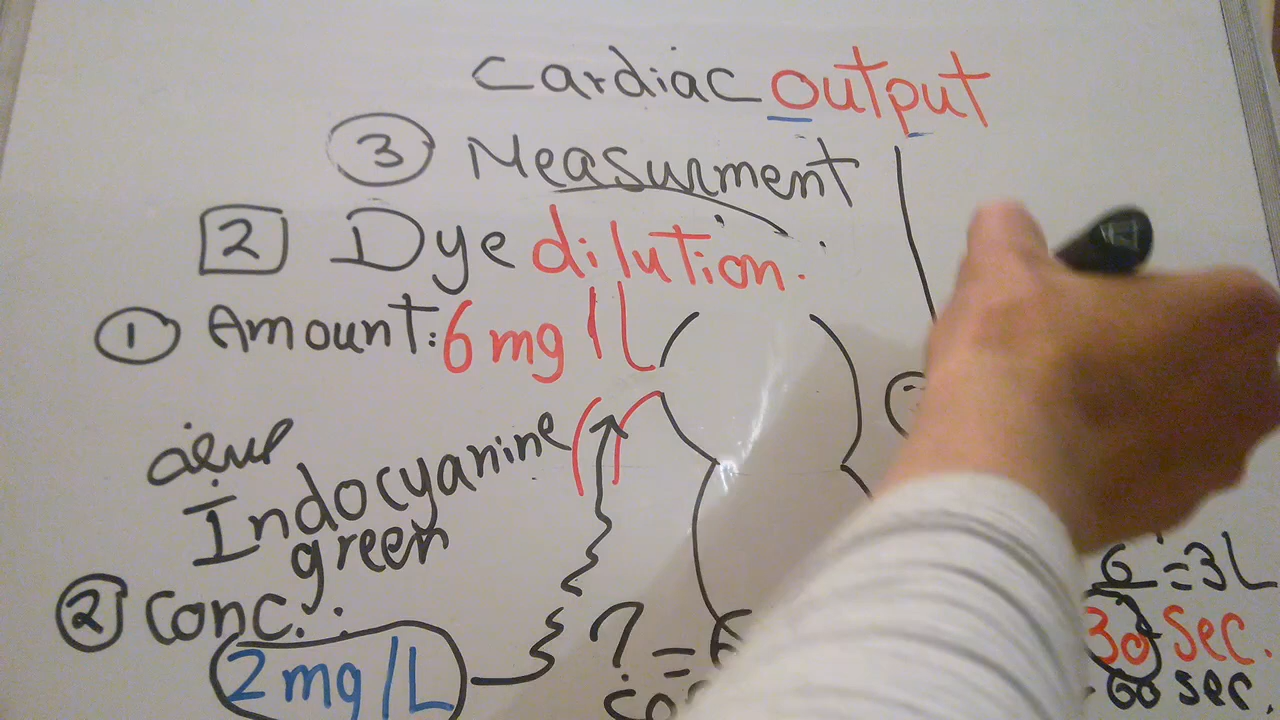 Cardiac output
3 Measurment
2 Dye dilution.
1 Amount: 6 mg
Indocyanine
green
2 Conc.:
2 mg/L
? =
6 = 3L
30 sec.
60 sec.